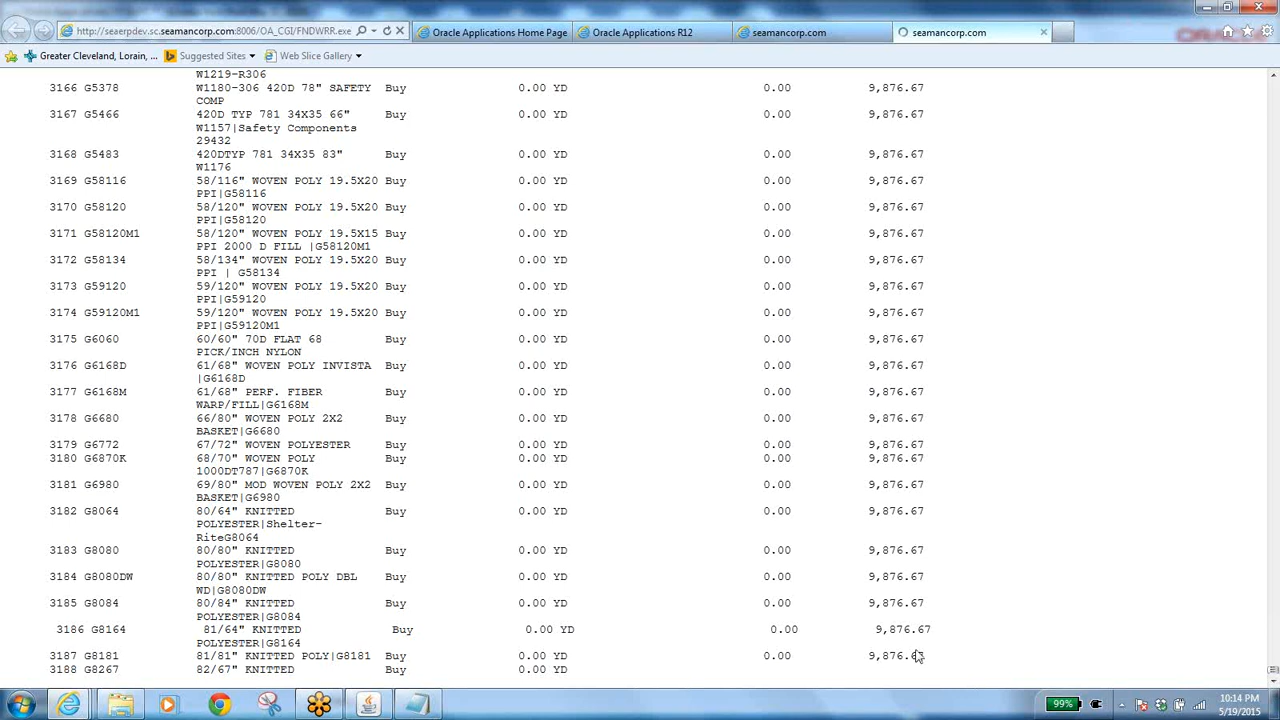 http://seaerpdev.sc.seamancorp.com:8006/OA_CGI/FNDWRR.exe
Oracle Applications Home Page
Oracle Applications R12
seamancorp.com
seamancorp.com
Greater Cleveland, Lorain, ...
Suggested Sites
Web Slice Gallery
W1219-R306
3166 G5378 W1180-306 420D 78" SAFETY Buy 0.00 YD 0.00 9,876.67
COMP
3167 G5466 420D TYP 781 34X35 66" Buy 0.00 YD 0.00 9,876.67
W1157|Safety Components
29432
3168 G5483 420DTYP 781 34X35 83" Buy 0.00 YD 0.00 9,876.67
W1176
3169 G58116 58/116" WOVEN POLY 19.5X20 Buy 0.00 YD 0.00 9,876.67
PPI|G58116
3170 G58120 58/120" WOVEN POLY 19.5X20 Buy 0.00 YD 0.00 9,876.67
PPI|G58120
3171 G58120M1 58/120" WOVEN POLY 19.5X15 Buy 0.00 YD 0.00 9,876.67
PPI 2000 D FILL |G58120M1
3172 G58134 58/134" WOVEN POLY 19.5X20 Buy 0.00 YD 0.00 9,876.67
PPI | G58134
3173 G59120 59/120" WOVEN POLY 19.5X20 Buy 0.00 YD 0.00 9,876.67
PPI|G59120
3174 G59120M1 59/120" WOVEN POLY 19.5X20 Buy 0.00 YD 0.00 9,876.67
PPI|G59120M1
3175 G6060 60/60" 70D FLAT 68 Buy 0.00 YD 0.00 9,876.67
PICK/INCH NYLON
3176 G6168D 61/68" WOVEN POLY INVISTA Buy 0.00 YD 0.00 9,876.67
|G6168D
3177 G6168M 61/68" PERF. FIBER Buy 0.00 YD 0.00 9,876.67
WARP/FILL|G6168M
3178 G6680 66/80" WOVEN POLY 2X2 Buy 0.00 YD 0.00 9,876.67
BASKET|G6680
3179 G6772 67/72" WOVEN POLYESTER Buy 0.00 YD 0.00 9,876.67
3180 G6870K 68/70" WOVEN POLY Buy 0.00 YD 0.00 9,876.67
1000DT787|G6870K
3181 G6980 69/80" MOD WOVEN POLY 2X2 Buy 0.00 YD 0.00 9,876.67
BASKET|G6980
3182 G8064 80/64" KNITTED Buy 0.00 YD 0.00 9,876.67
POLYESTER|Shelter-
RiteG8064
3183 G8080 80/80" KNITTED Buy 0.00 YD 0.00 9,876.67
POLYESTER|G8080
3184 G8080DW 80/80" KNITTED POLY DBL Buy 0.00 YD 0.00 9,876.67
WD|G8080DW
3185 G8084 80/84" KNITTED Buy 0.00 YD 0.00 9,876.67
POLYESTER|G8084
3186 G8164 81/64" KNITTED Buy 0.00 YD 0.00 9,876.67
POLYESTER|G8164
3187 G8181 81/81" KNITTED POLY|G8181 Buy 0.00 YD 0.00 9,876.67
3188 G8267 82/67" KNITTED Buy 0.00 YD
99%
10:14 PM
5/19/2015